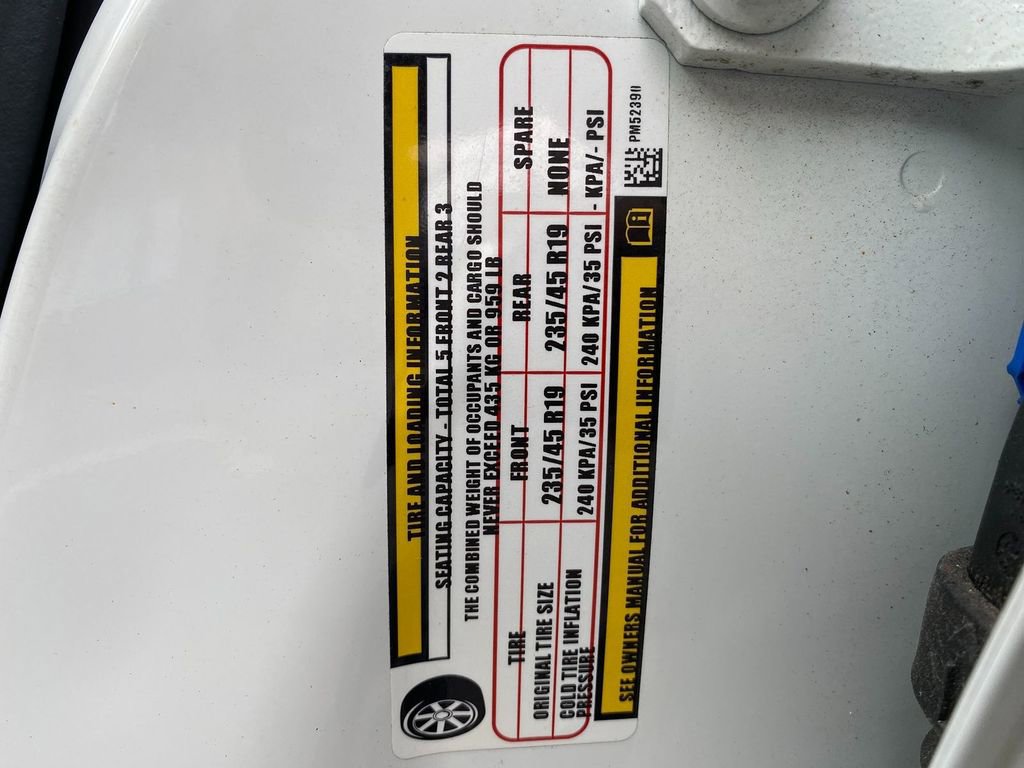 TIRE AND LOADING INFORMATION
SEATING CAPACITY - TOTAL 5 FRONT 2 REAR 3
THE COMBINED WEIGHT OF OCCUPANTS AND CARGO SHOULD
NEVER EXCEED 435 KG OR 959 LB
TIRE FRONT REAR SPARE
ORIGINAL TIRE SIZE 235/45 R19 235/45 R19 NONE
COLD TIRE INFLATION PRESSURE 240 KPA/35 PSI 240 KPA/35 PSI - KPA/- PSI
SEE OWNERS MANUAL FOR ADDITIONAL INFORMATION
PM52390